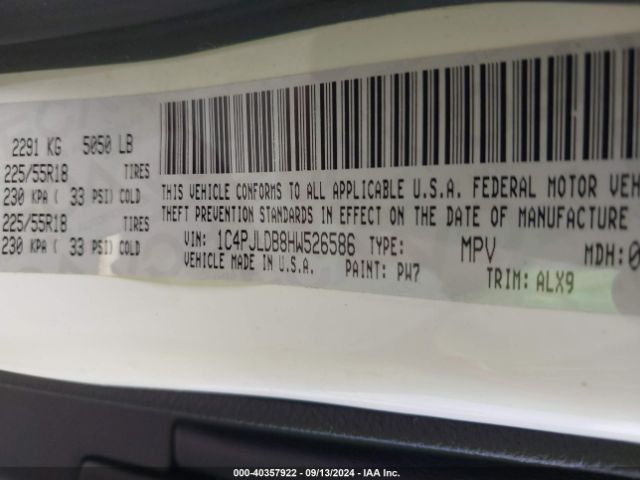 2291 KG 5050 LB
225/55R18 TIRES
230 KPA ( 33 PSI) COLD
225/55R18 TIRES
230 KPA ( 33 PSI) COLD
THIS VEHICLE CONFORMS TO ALL APPLICABLE U.S.A. FEDERAL MOTOR VEH
THEFT PREVENTION STANDARDS IN EFFECT ON THE DATE OF MANUFACTURE
VIN: 1C4PJLDB8HW526586 TYPE: MPV MDH:0
VEHICLE MADE IN U.S.A. PAINT: PW7 TRIM: ALX9
000-40357922 - 09/13/2024 - IAA Inc.